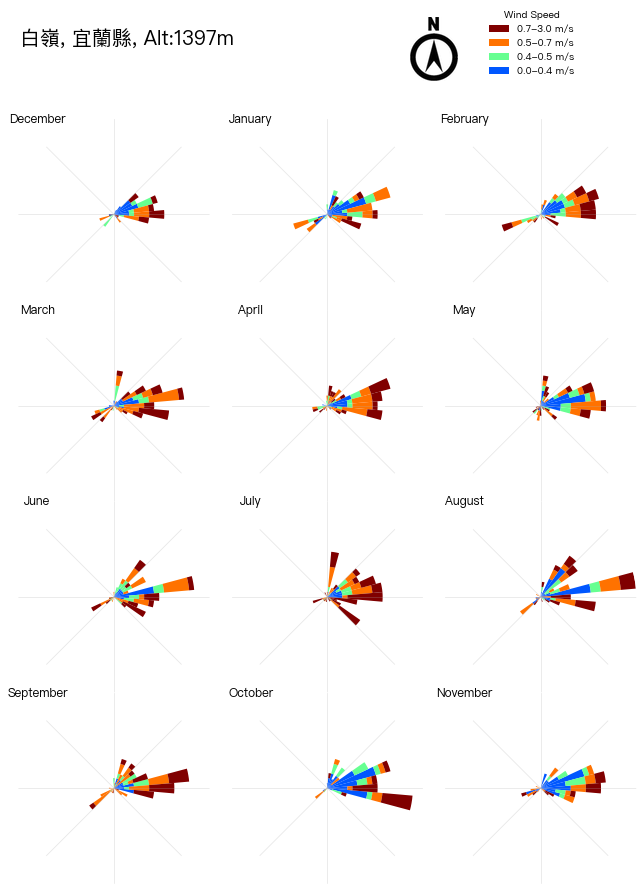 白嶺, 宜蘭縣, Alt:1397m
N
Wind Speed
0.7–3.0 m/s
0.5–0.7 m/s
0.4–0.5 m/s
0.0–0.4 m/s
December
January
February
March
April
May
June
July
August
September
October
November